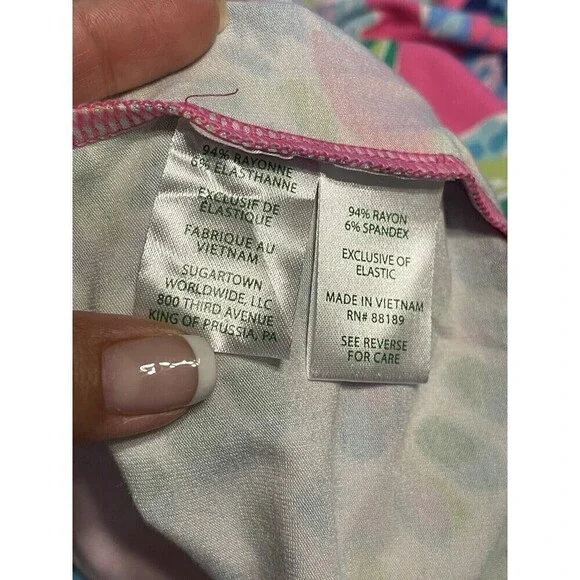 94% RAYONNE
6% ELASTHANNE
EXCLUSIF DE
ÉLASTIQUE
FABRIQUE AU
VIETNAM
SUGARTOWN
WORLDWIDE, LLC
800 THIRD AVENUE
KING OF PRUSSIA, PA
94% RAYON
6% SPANDEX
EXCLUSIVE OF
ELASTIC
MADE IN VIETNAM
RN# 88189
SEE REVERSE
FOR CARE